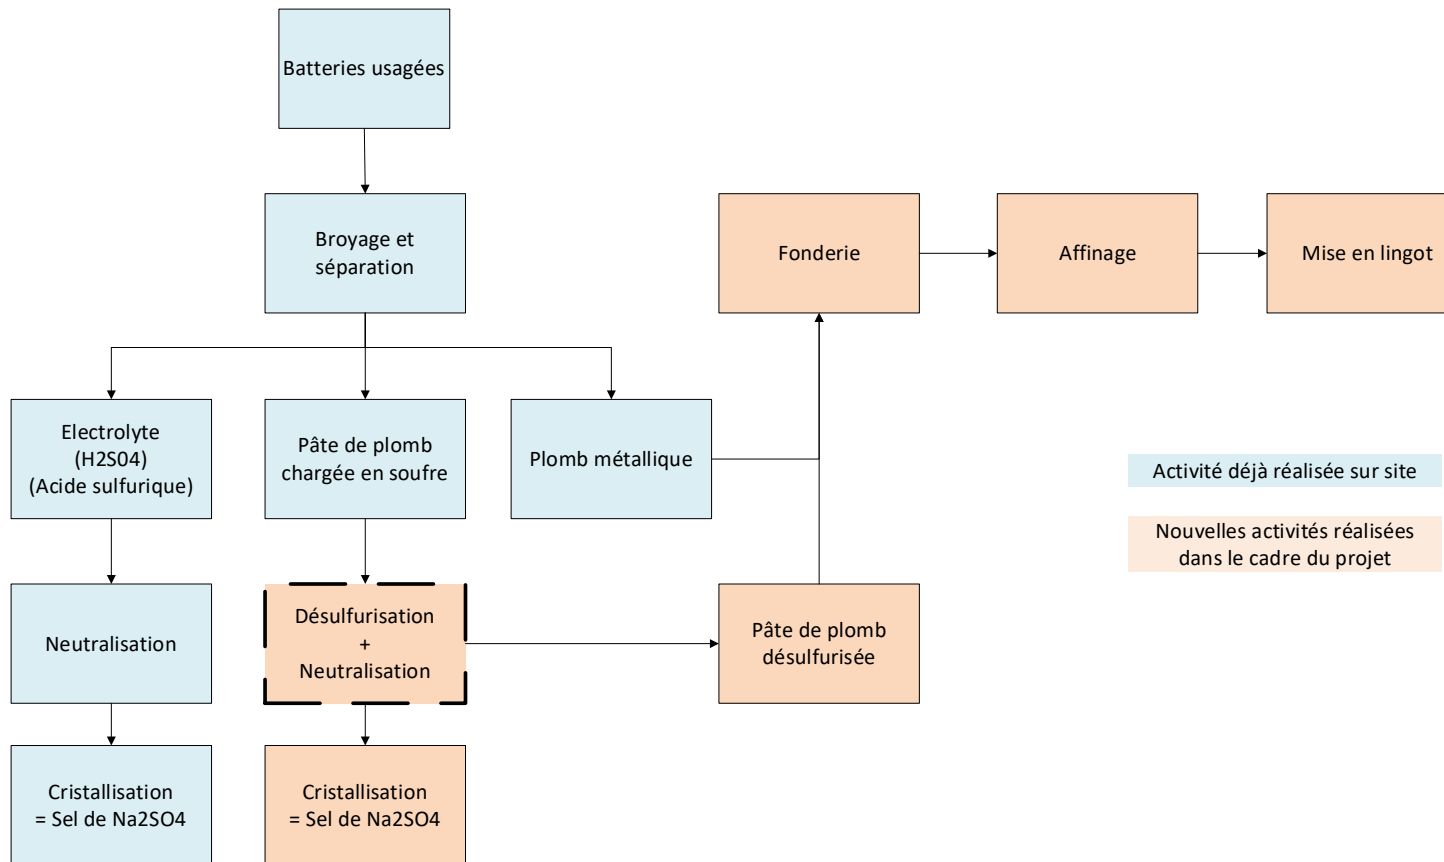 Batteries usagées
Broyage et
séparation
Fonderie
Affinage
Mise en lingot
Electrolyte
(H2S04)
(Acide sulfurique)
Pâte de plomb
chargée en soufre
Plomb métallique
Activité déjà réalisée sur site
Nouvelles activités réalisées
dans le cadre du projet
Neutralisation
Désulfurisation
+
Neutralisation
Pâte de plomb
désulfurisée
Cristallisation
= Sel de Na2SO4
Cristallisation
= Sel de Na2SO4